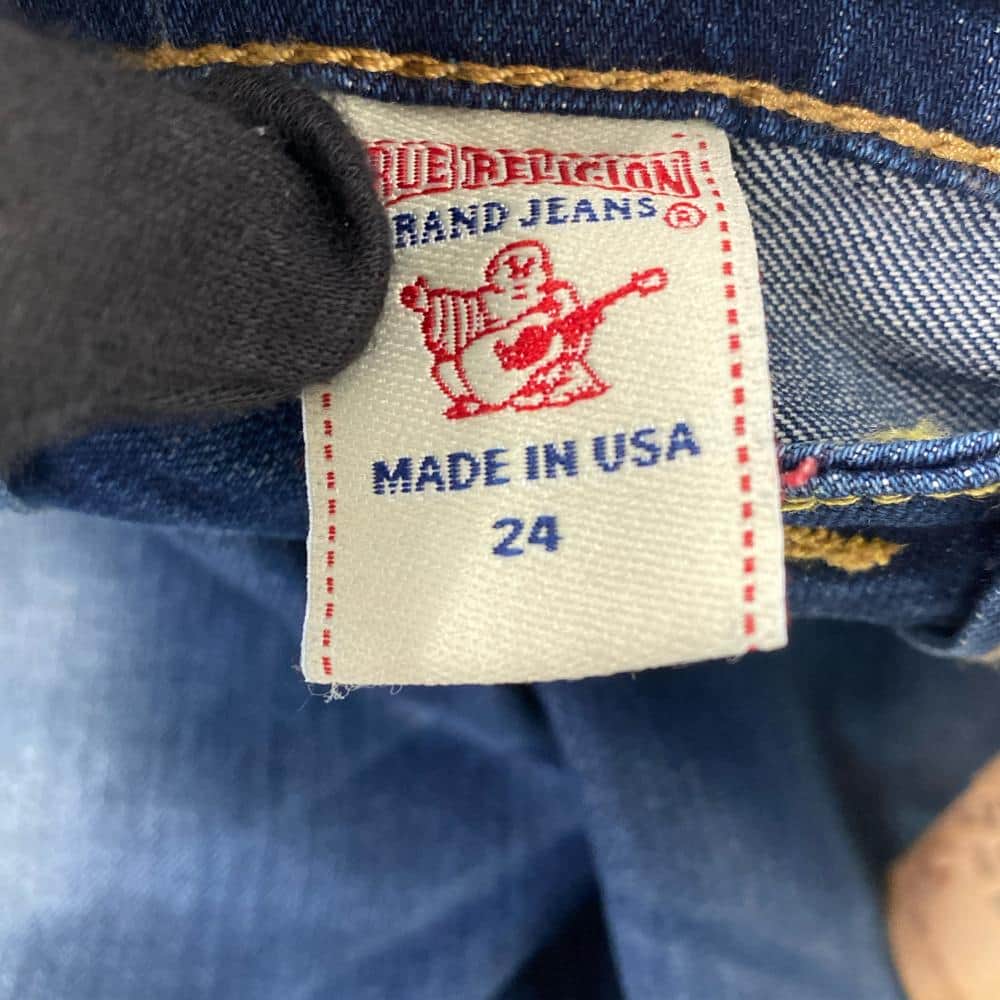 RUE RELIGION
RAND JEANS ®
MADE IN USA
24